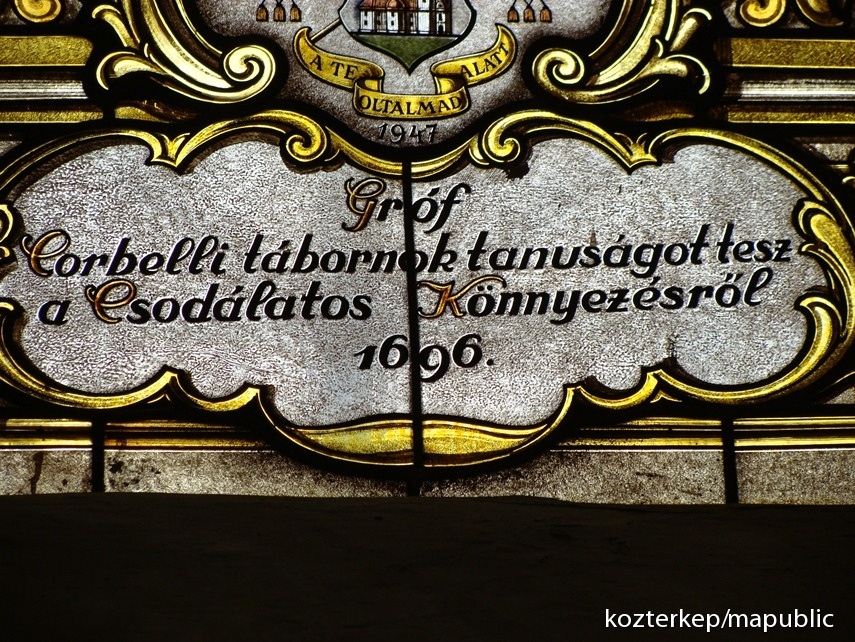 A TE OLTALMAD ALATT
1947
Gróf
Corbelli tábornok tanuságot tesz
a Csodálatos Könnyezésről
1696.
kozterkep/mapublic